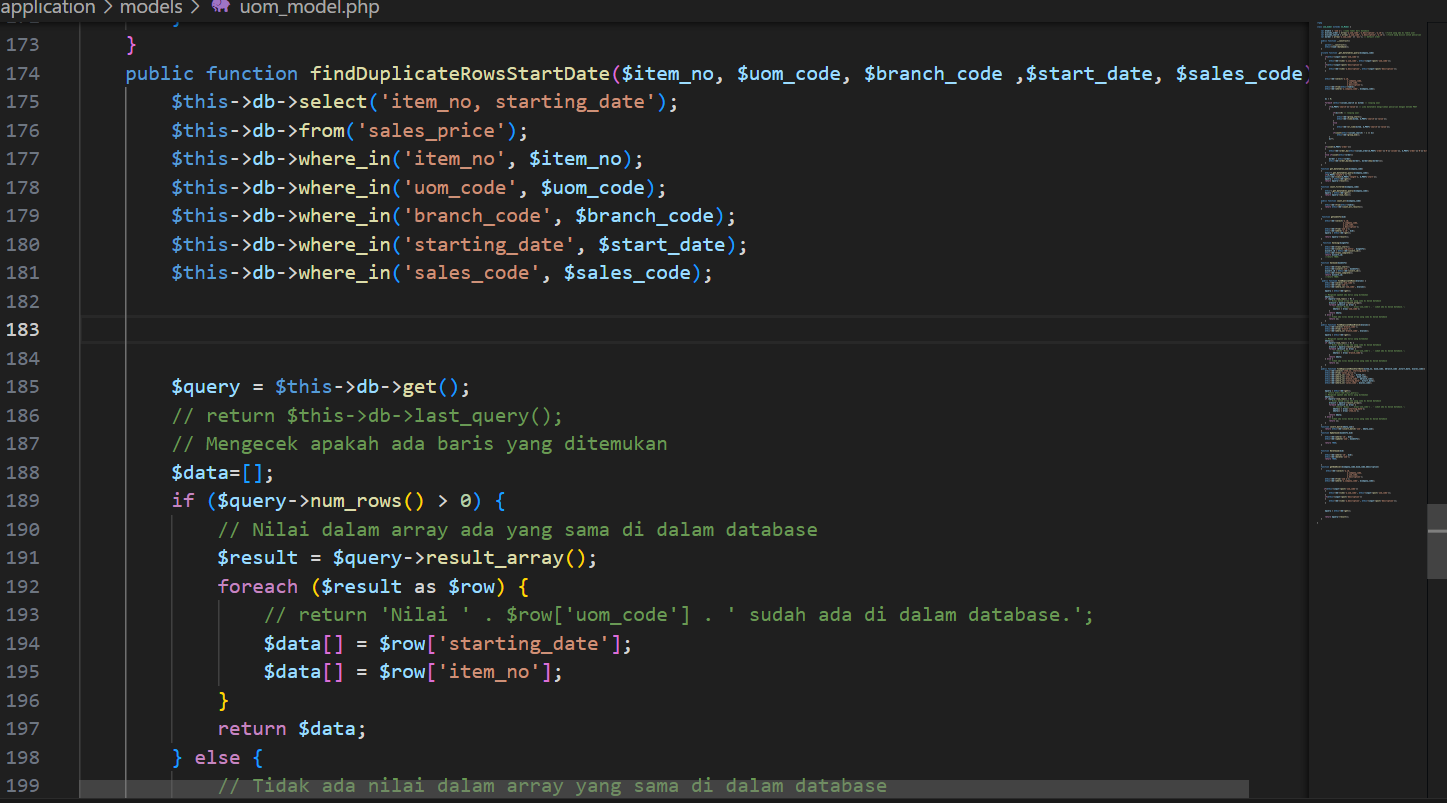 application > models > uom_model.php
173 }
174 public function findDuplicateRowsStartDate($item_no, $uom_code, $branch_code ,$start_date, $sales_code)
175 $this->db->select('item_no, starting_date');
176 $this->db->from('sales_price');
177 $this->db->where_in('item_no', $item_no);
178 $this->db->where_in('uom_code', $uom_code);
179 $this->db->where_in('branch_code', $branch_code);
180 $this->db->where_in('starting_date', $start_date);
181 $this->db->where_in('sales_code', $sales_code);
182
183
184
185 $query = $this->db->get();
186 // return $this->db->last_query();
187 // Mengecek apakah ada baris yang ditemukan
188 $data=[];
189 if ($query->num_rows() > 0) {
190 // Nilai dalam array ada yang sama di dalam database
191 $result = $query->result_array();
192 foreach ($result as $row) {
193 // return 'Nilai ' . $row['uom_code'] . ' sudah ada di dalam database.';
194 $data[] = $row['starting_date'];
195 $data[] = $row['item_no'];
196 }
197 return $data;
198 } else {
199 // Tidak ada nilai dalam array yang sama di dalam database